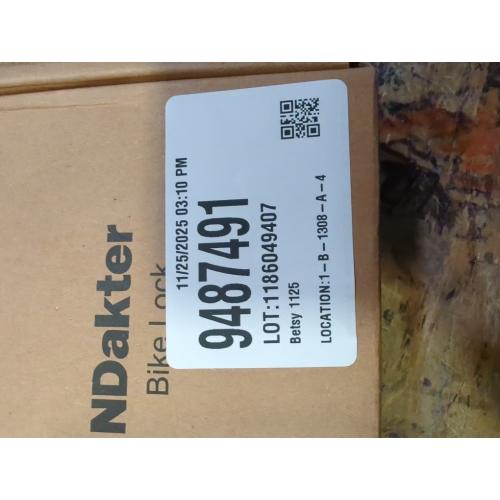 NDakter
Bike Lock
11/25/2025 03:10 PM
9487491
LOT:1186049407
Betsy 1125
LOCATION:1-B-1308-A-4